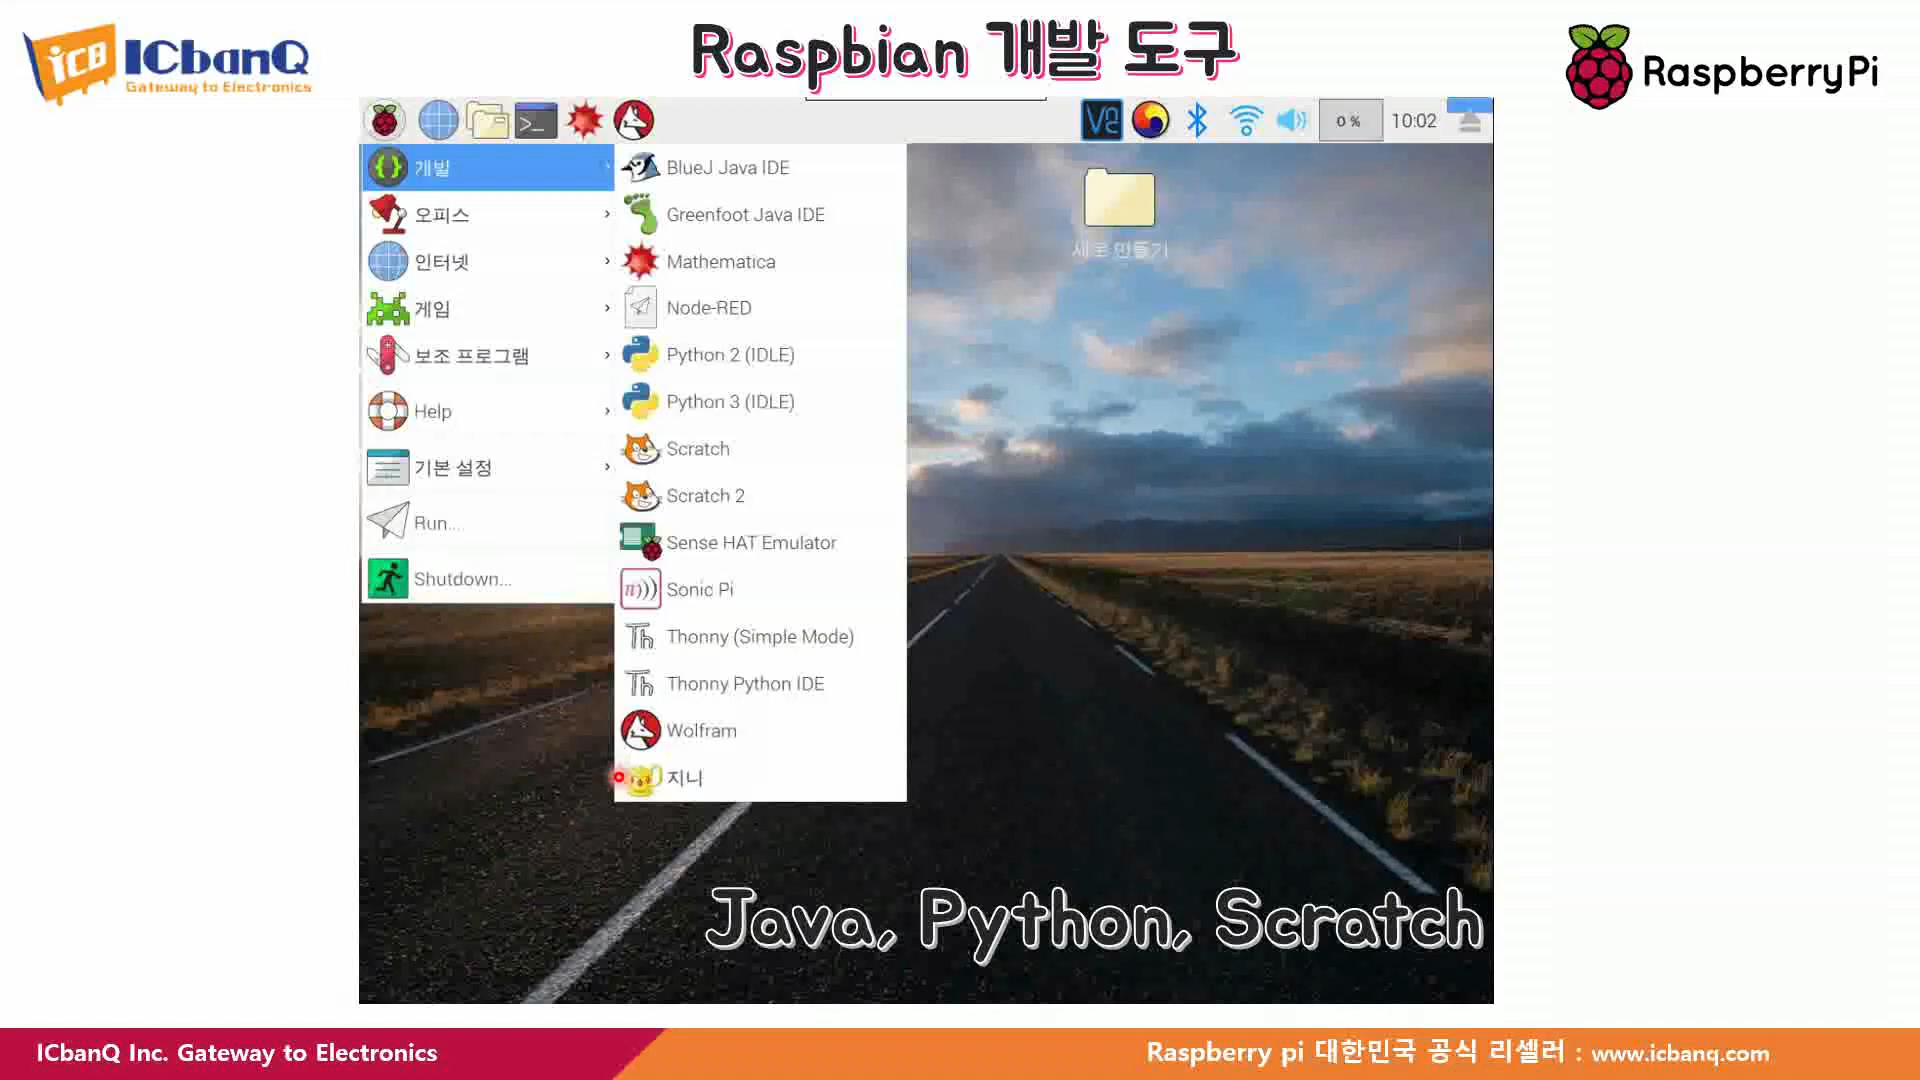 Raspbian 개발 도구
iCB ICbanQ
Gateway to Electronics
RaspberryPi
0 %
10:02
개발
오피스
인터넷
게임
보조 프로그램
Help
기본 설정
Run...
Shutdown...
BlueJ Java IDE
Greenfoot Java IDE
Mathematica
Node-RED
Python 2 (IDLE)
Python 3 (IDLE)
Scratch
Scratch 2
Sense HAT Emulator
Sonic Pi
Thonny (Simple Mode)
Thonny Python IDE
Wolfram
지니
새로 만들기
Java, Python, Scratch
ICbanQ Inc. Gateway to Electronics
Raspberry pi 대한민국 공식 리셀러 : www.icbanq.com